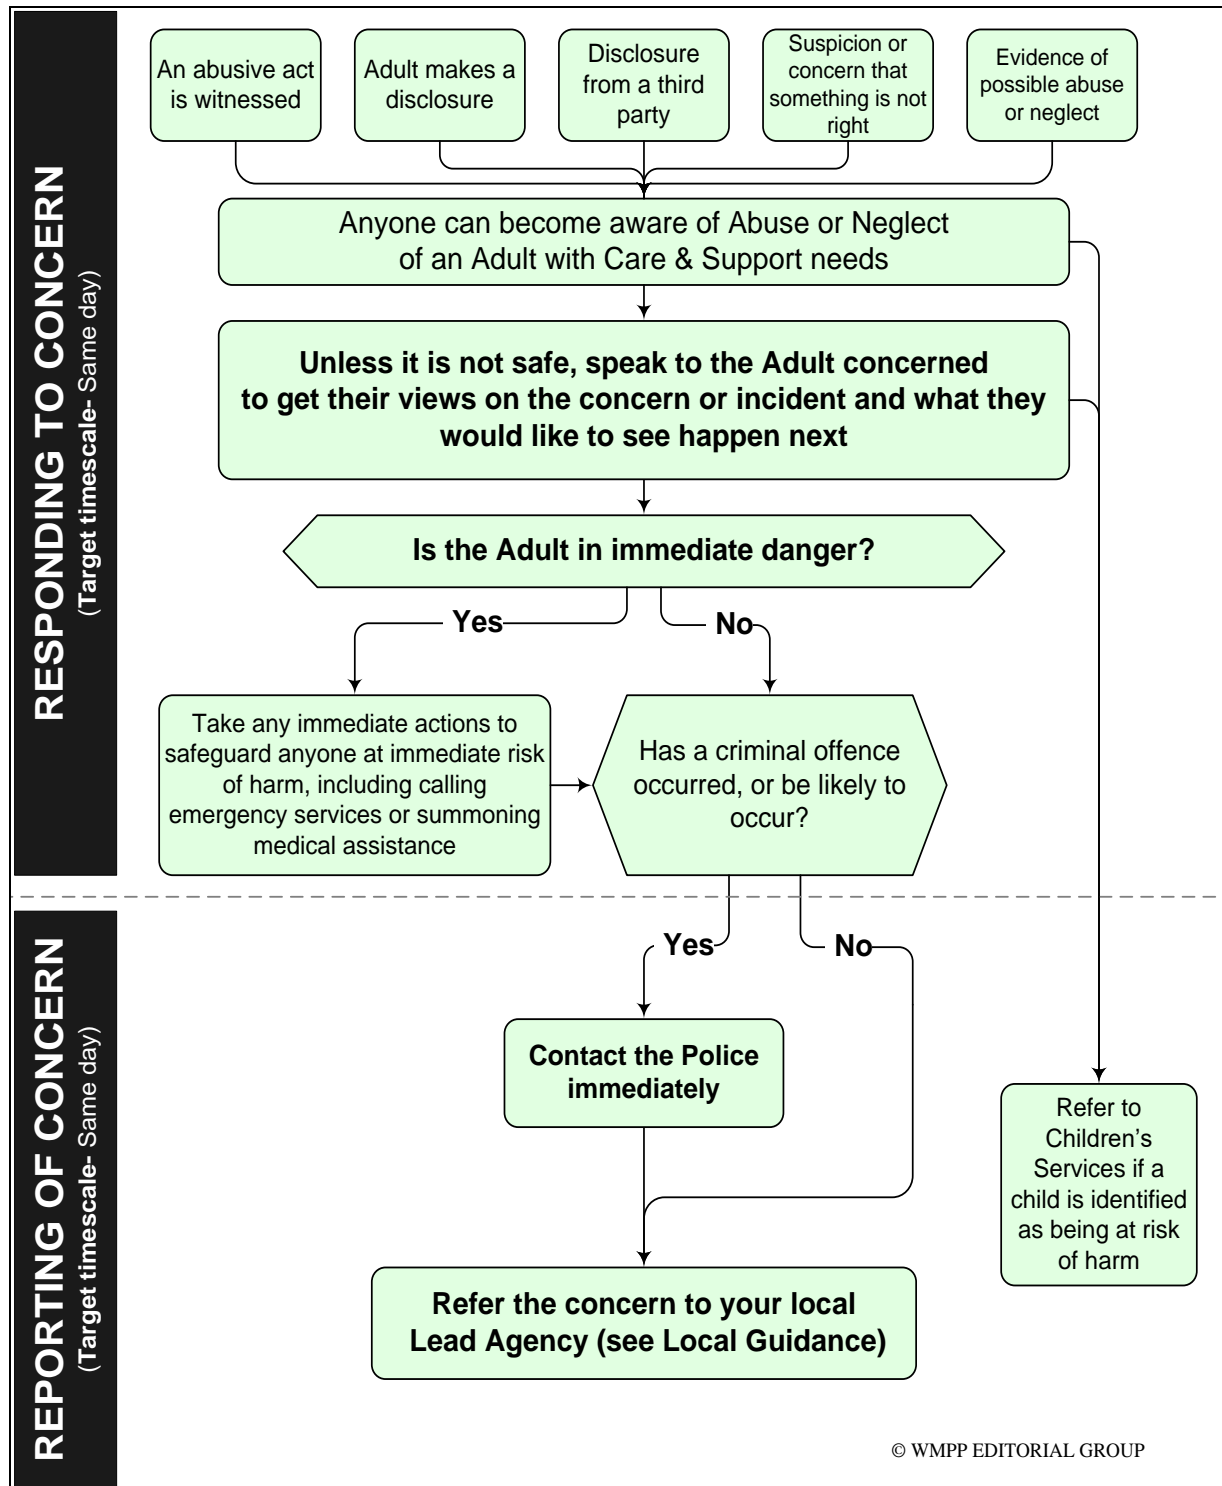 RESPONDING TO CONCERN
(Target timescale- Same day)
An abusive act
is witnessed
Adult makes a
disclosure
Disclosure
from a third
party
Suspicion or
concern that
something is not
right
Evidence of
possible abuse
or neglect
Anyone can become aware of Abuse or Neglect
of an Adult with Care & Support needs
Unless it is not safe, speak to the Adult concerned
to get their views on the concern or incident and what they
would like to see happen next
Is the Adult in immediate danger?
Yes
No
Take any immediate actions to
safeguard anyone at immediate risk
of harm, including calling
emergency services or summoning
medical assistance
Has a criminal offence
occurred, or be likely to
occur?
REPORTING OF CONCERN
(Target timescale- Same day)
Yes
No
Contact the Police
immediately
Refer to
Children’s
Services if a
child is identified
as being at risk
of harm
Refer the concern to your local
Lead Agency (see Local Guidance)
© WMPP EDITORIAL GROUP